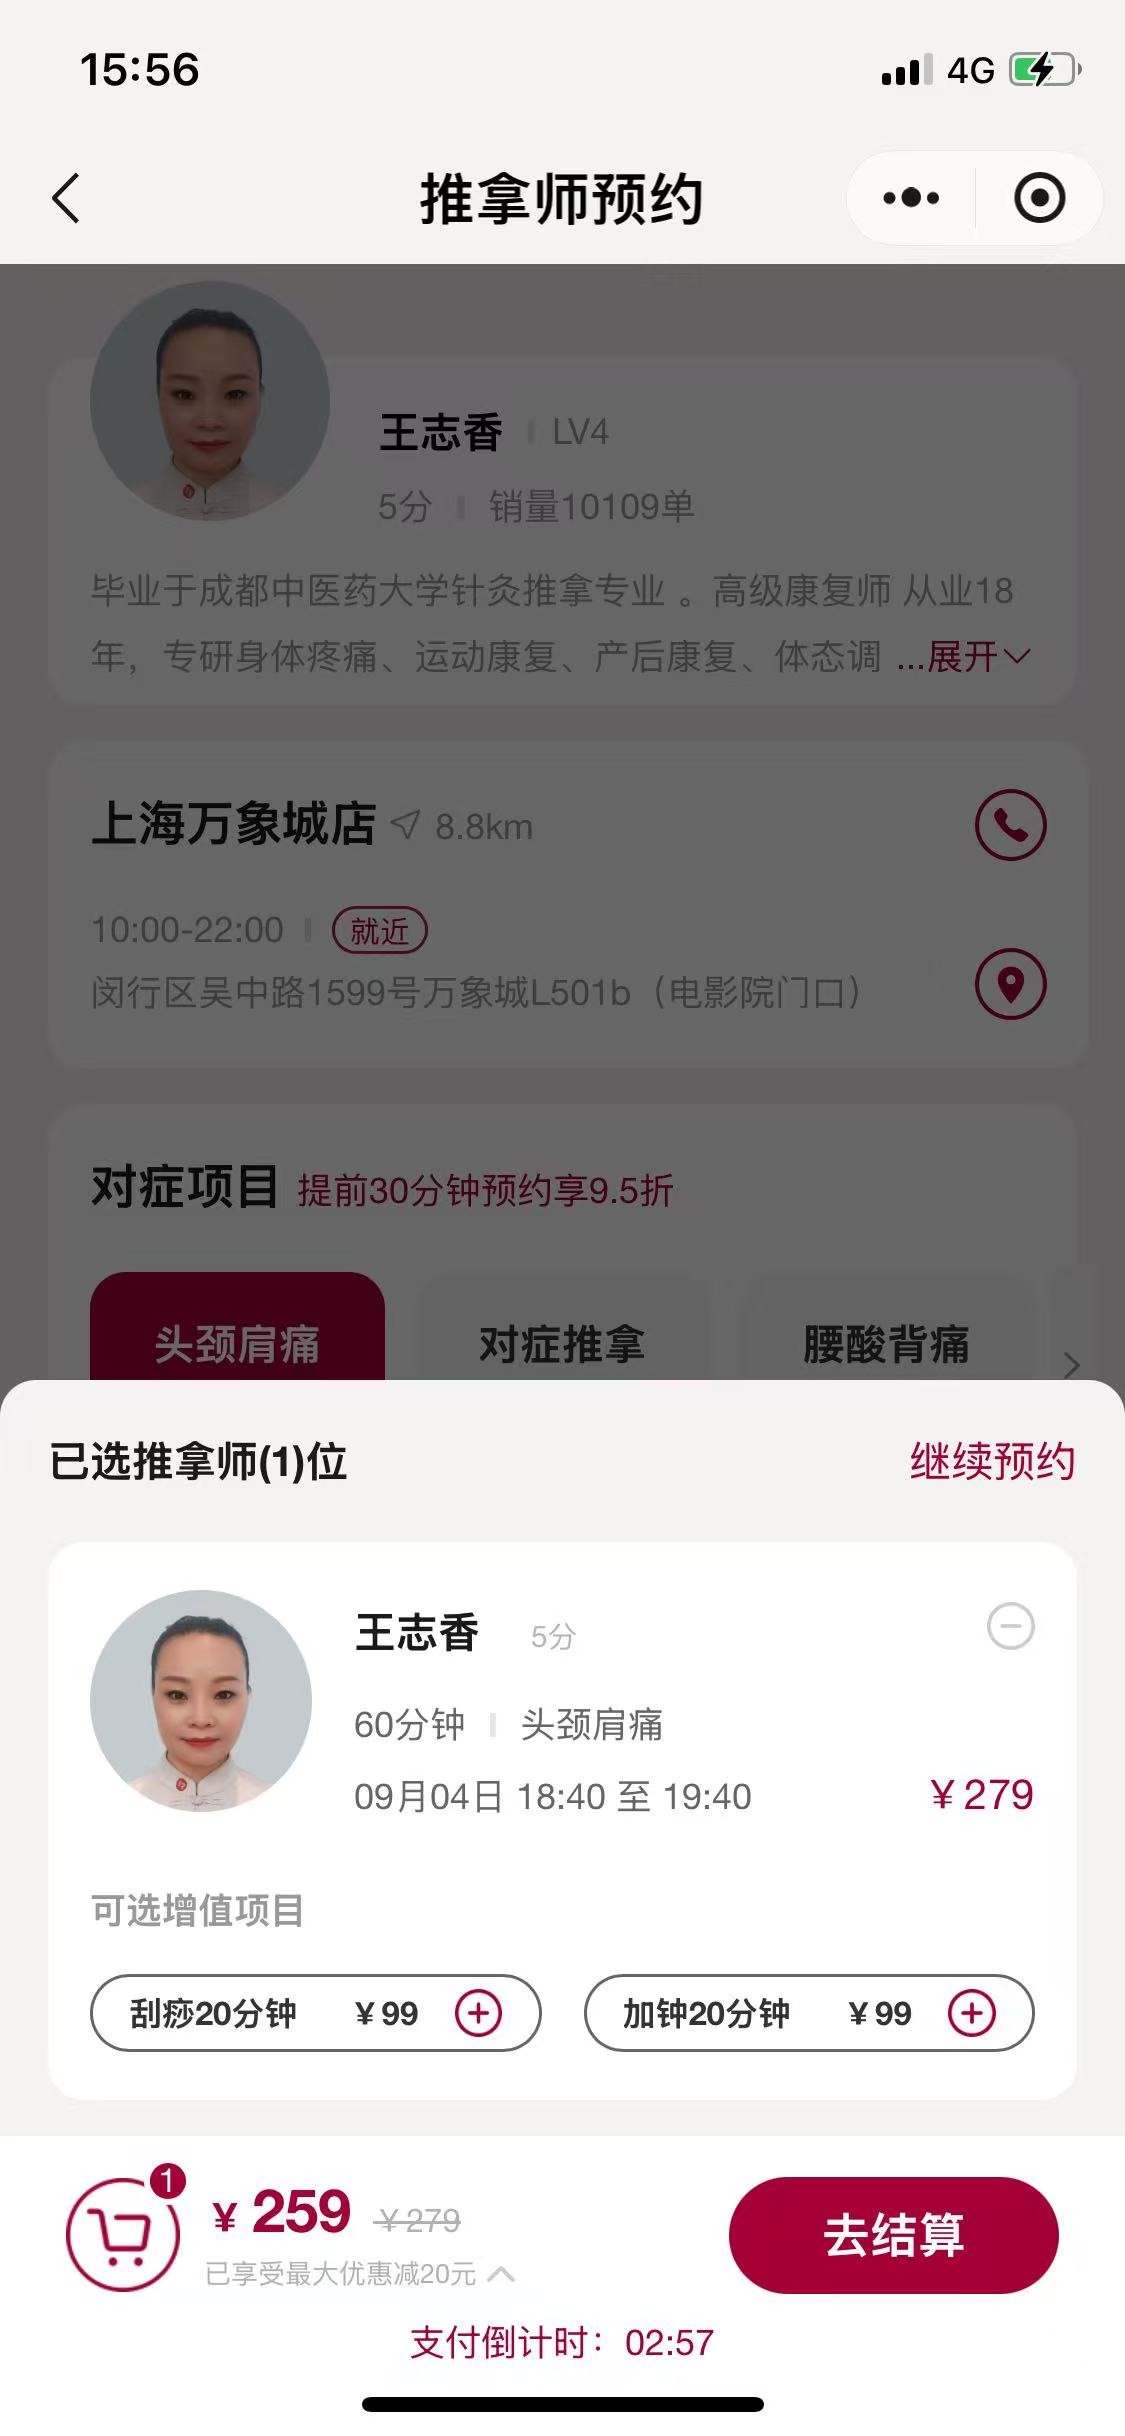 15:56
4G
推拿师预约
王志香 LV4
5分 销量10109单
毕业于成都中医药大学针灸推拿专业 。高级康复师 从业18
年，专研身体疼痛、运动康复、产后康复、体态调 ...展开
上海万象城店 8.8km
10:00-22:00 就近
闵行区吴中路1599号万象城L501b（电影院门口）
对症项目 提前30分钟预约享9.5折
头颈肩痛 对症推拿 腰酸背痛
已选推拿师(1)位 继续预约
王志香 5分
60分钟 头颈肩痛
09月04日 18:40 至 19:40 ¥279
可选增值项目
刮痧20分钟 ¥99 加钟20分钟 ¥99
1
¥ 259 ¥279
已享受最大优惠减20元
去结算
支付倒计时：02:57